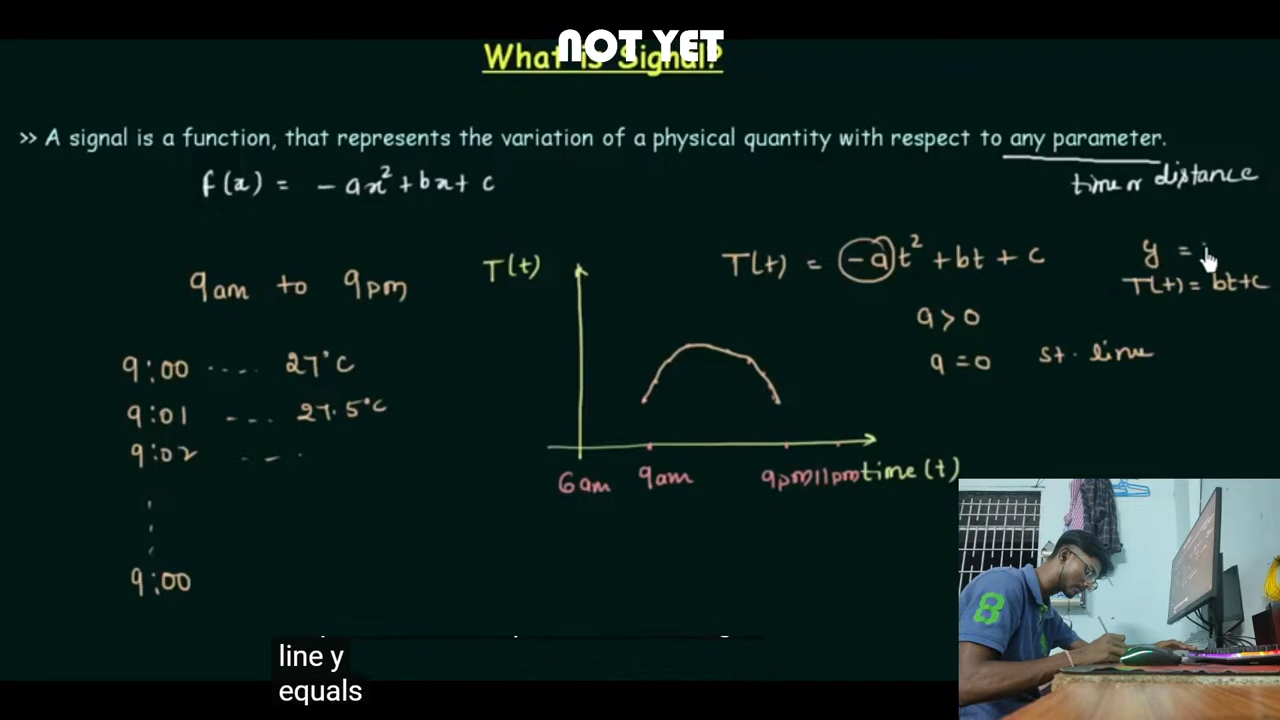 NOT YET
What is Signal?
>> A signal is a function, that represents the variation of a physical quantity with respect to any parameter.
f(x) = -ax² + bx + c
time or distance
T(t)
T(t) = -at² + bt + c
y =
T(t) = bt+c
9am to 9pm
a > 0
9:00 .... 27°C
a = 0 st. line
9:01 --- 27.5°C
9:02 ---
6am 9am 9pm 11pm time (t)
9:00
line y
equals
8